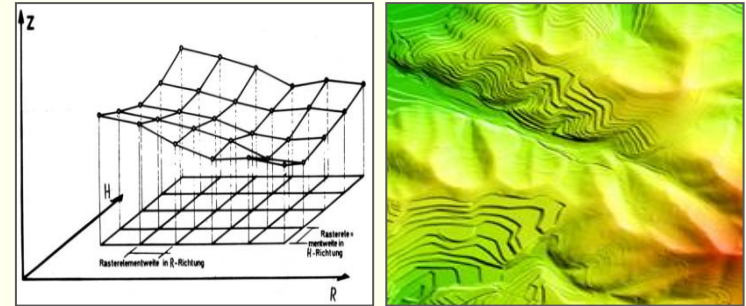 Z
H
Rasterele=
mentweite in
H-Richtung
Rasterelementweite in R-Richtung
R